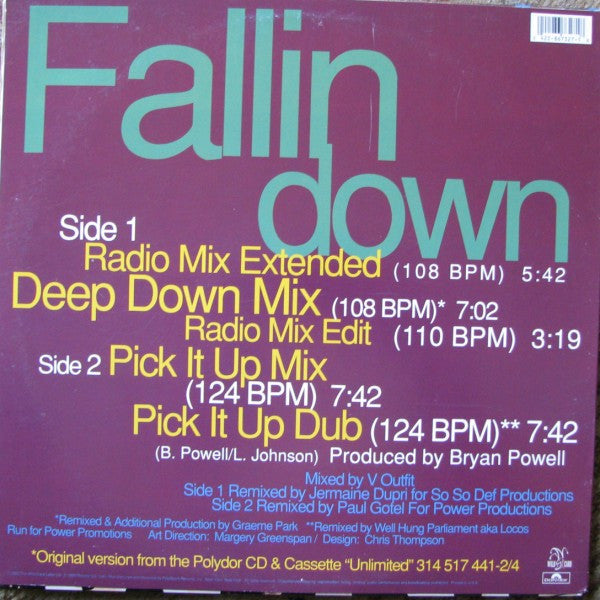 Fallin
down
Side 1
Radio Mix Extended (108 BPM) 5:42
Deep Down Mix (108 BPM)* 7:02
Radio Mix Edit (110 BPM) 3:19
Side 2 Pick It Up Mix
(124 BPM) 7:42
Pick It Up Dub (124 BPM)** 7:42
(B. Powell/L. Johnson) Produced by Bryan Powell
Mixed by V Outfit
Side 1 Remixed by Jermaine Dupri for So So Def Productions
Side 2 Remixed by Paul Gotel For Power Productions
*Remixed & Additional Production by Graeme Park **Remixed by Well Hung Parliament aka Locos
Run for Power Promotions Art Direction: Margery Greenspan / Design: Chris Thompson
*Original version from the Polydor CD & Cassette "Unlimited" 314 517 441-2/4